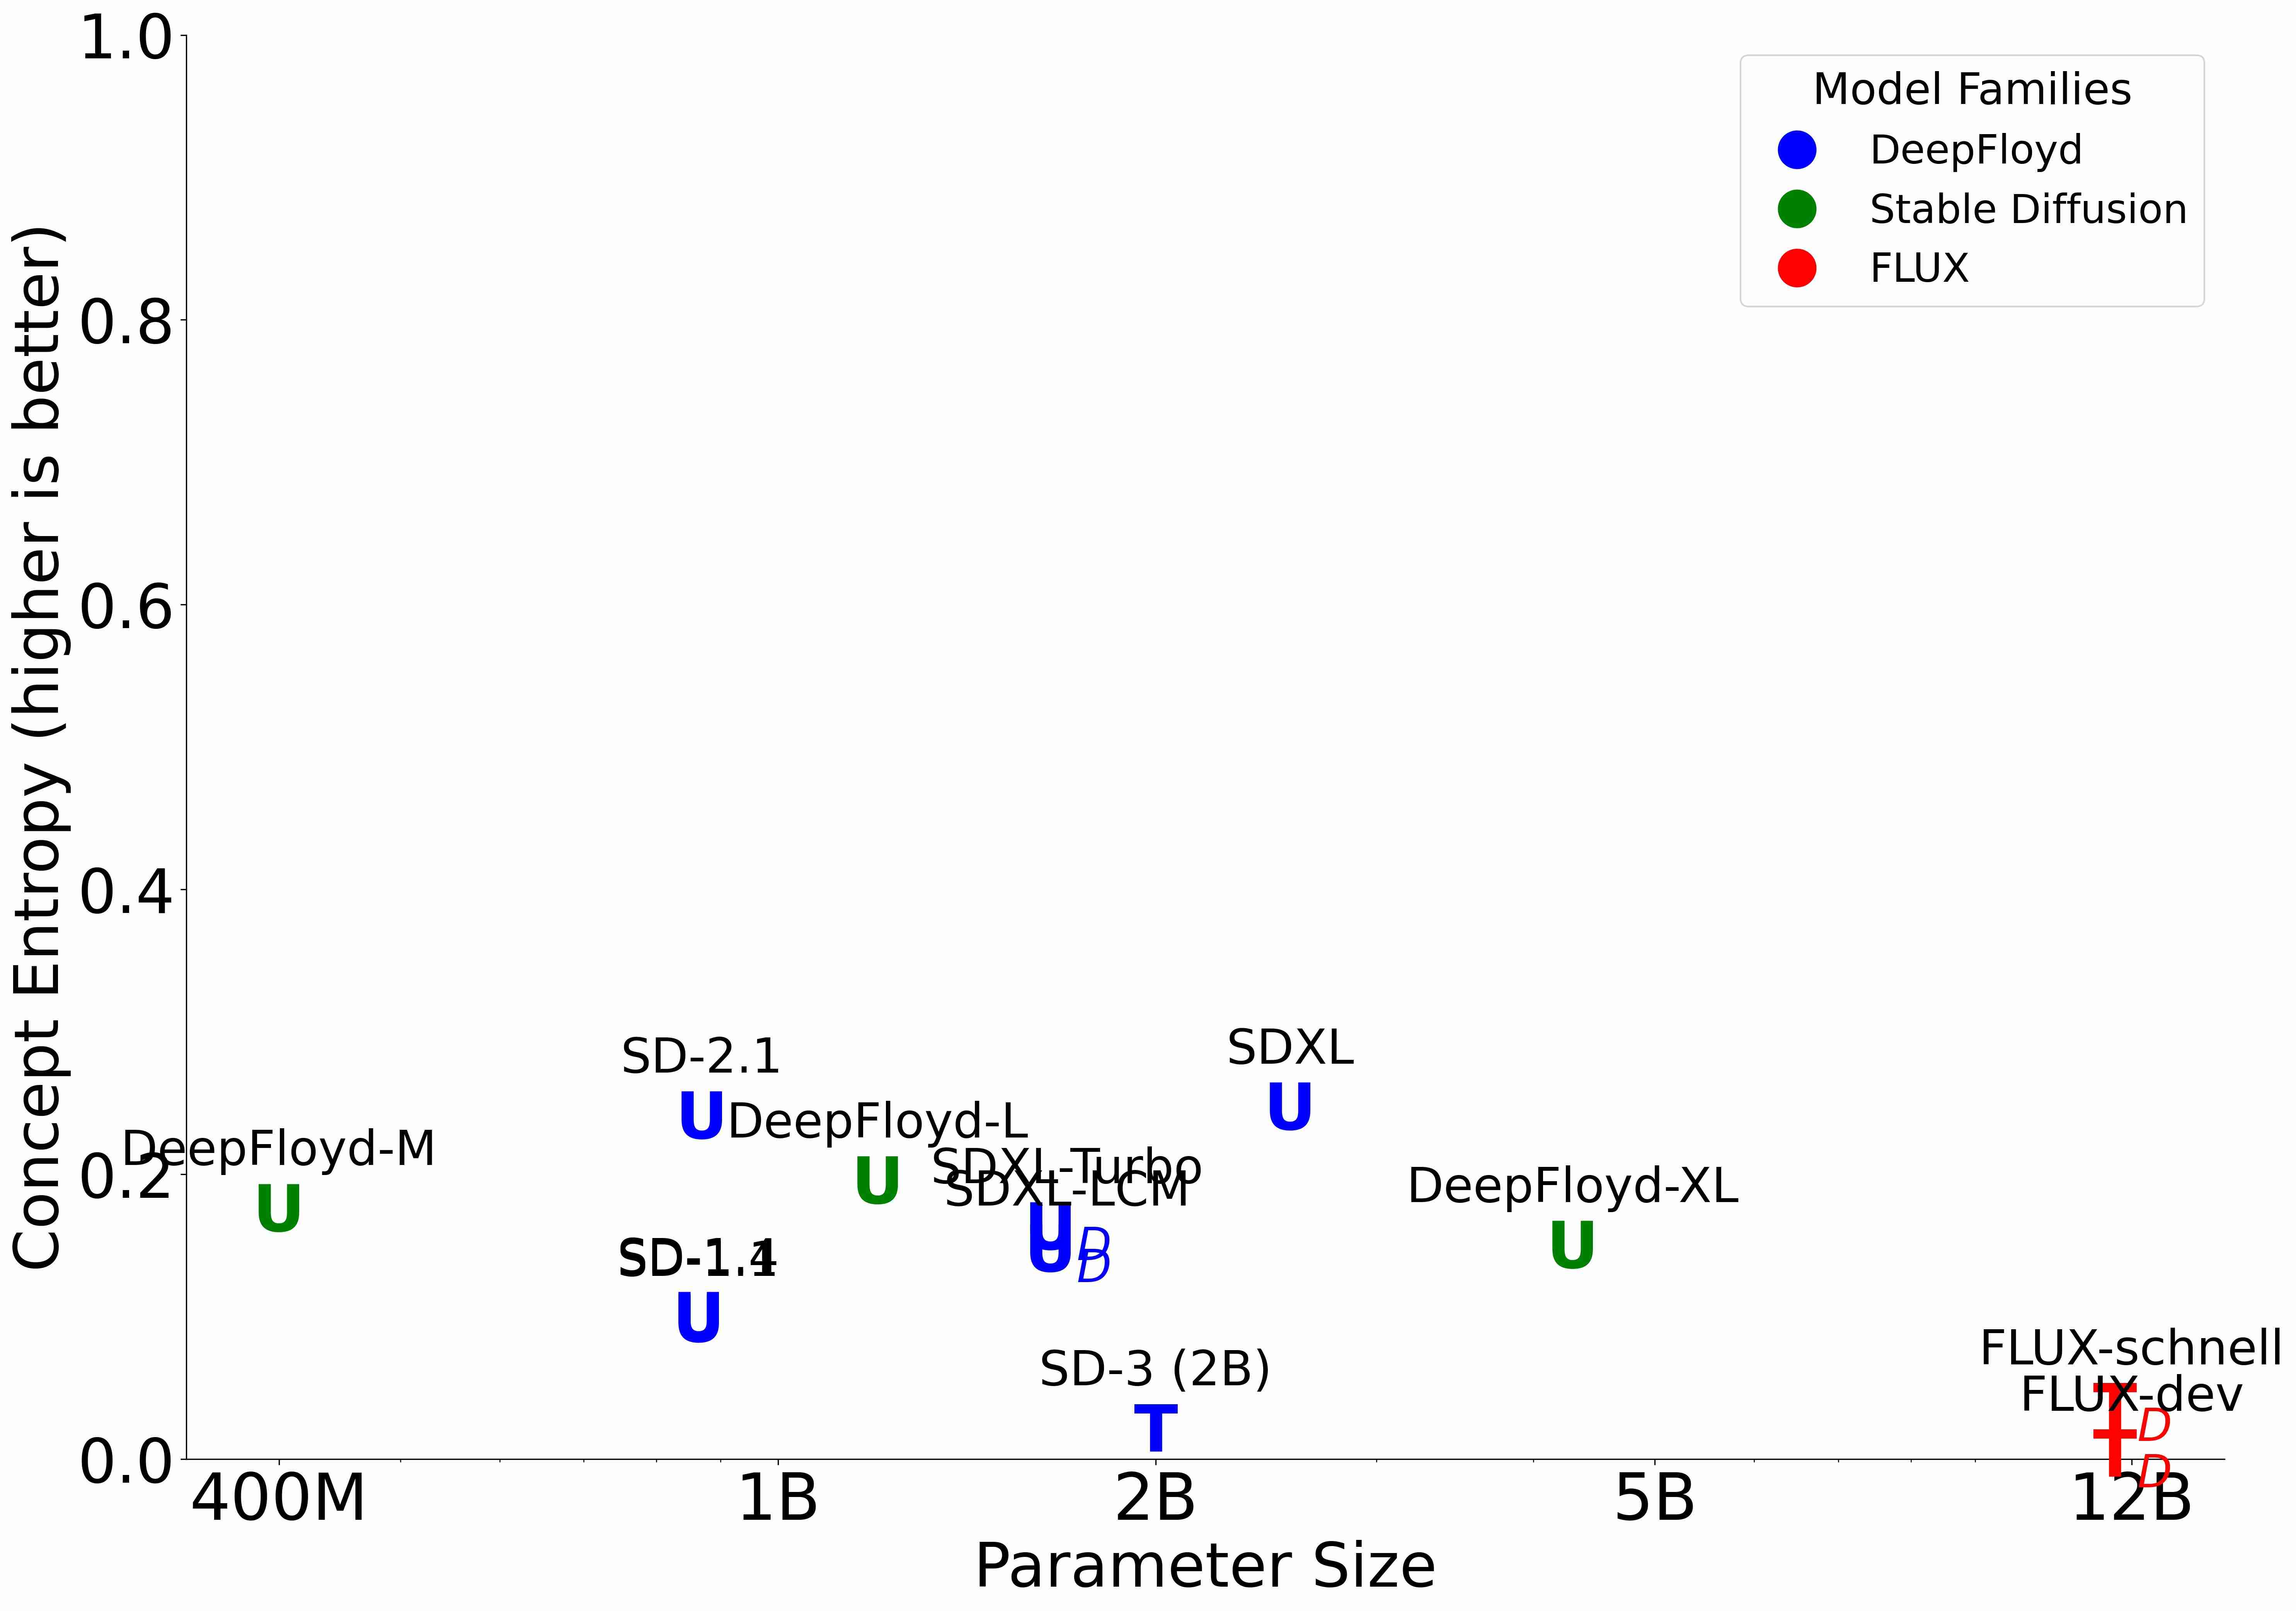 Concept Entropy (higher is better)
1.0
0.8
0.6
0.4
0.2
0.0
Model Families
DeepFloyd
Stable Diffusion
FLUX
SDXL
U
SD-2.1
U
DeepFloyd-L
U
DeepFloyd-M
U
SDXL-Turbo
U
D
SDXL-LCM
U
D
DeepFloyd-XL
U
SD-1.4
U
SD-3 (2B)
T
FLUX-schnell
T
D
FLUX-dev
T
D
400M
1B
2B
5B
12B
Parameter Size